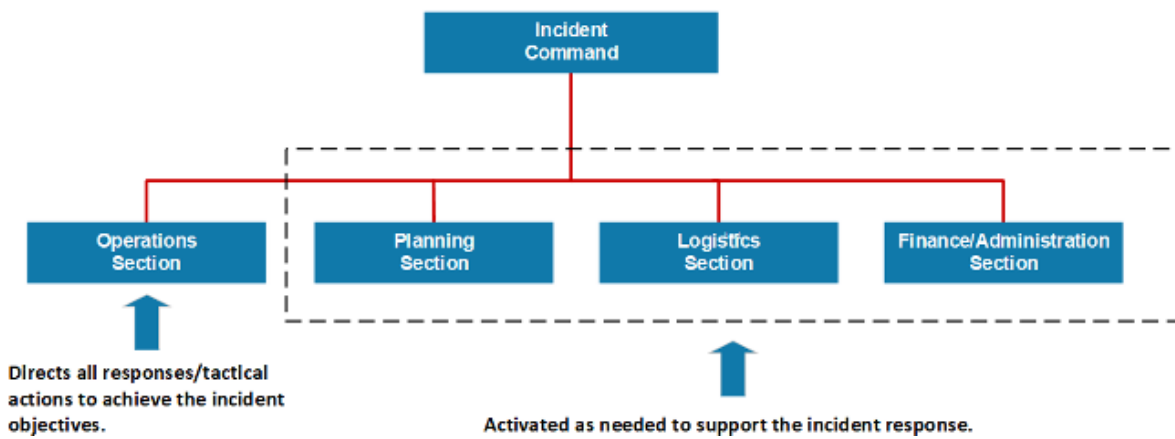 Incident
Command
Operations
Section
Planning
Section
Logistics
Section
Finance/Administration
Section
Directs all responses/tactical
actions to achieve the incident
objectives.
Activated as needed to support the incident response.